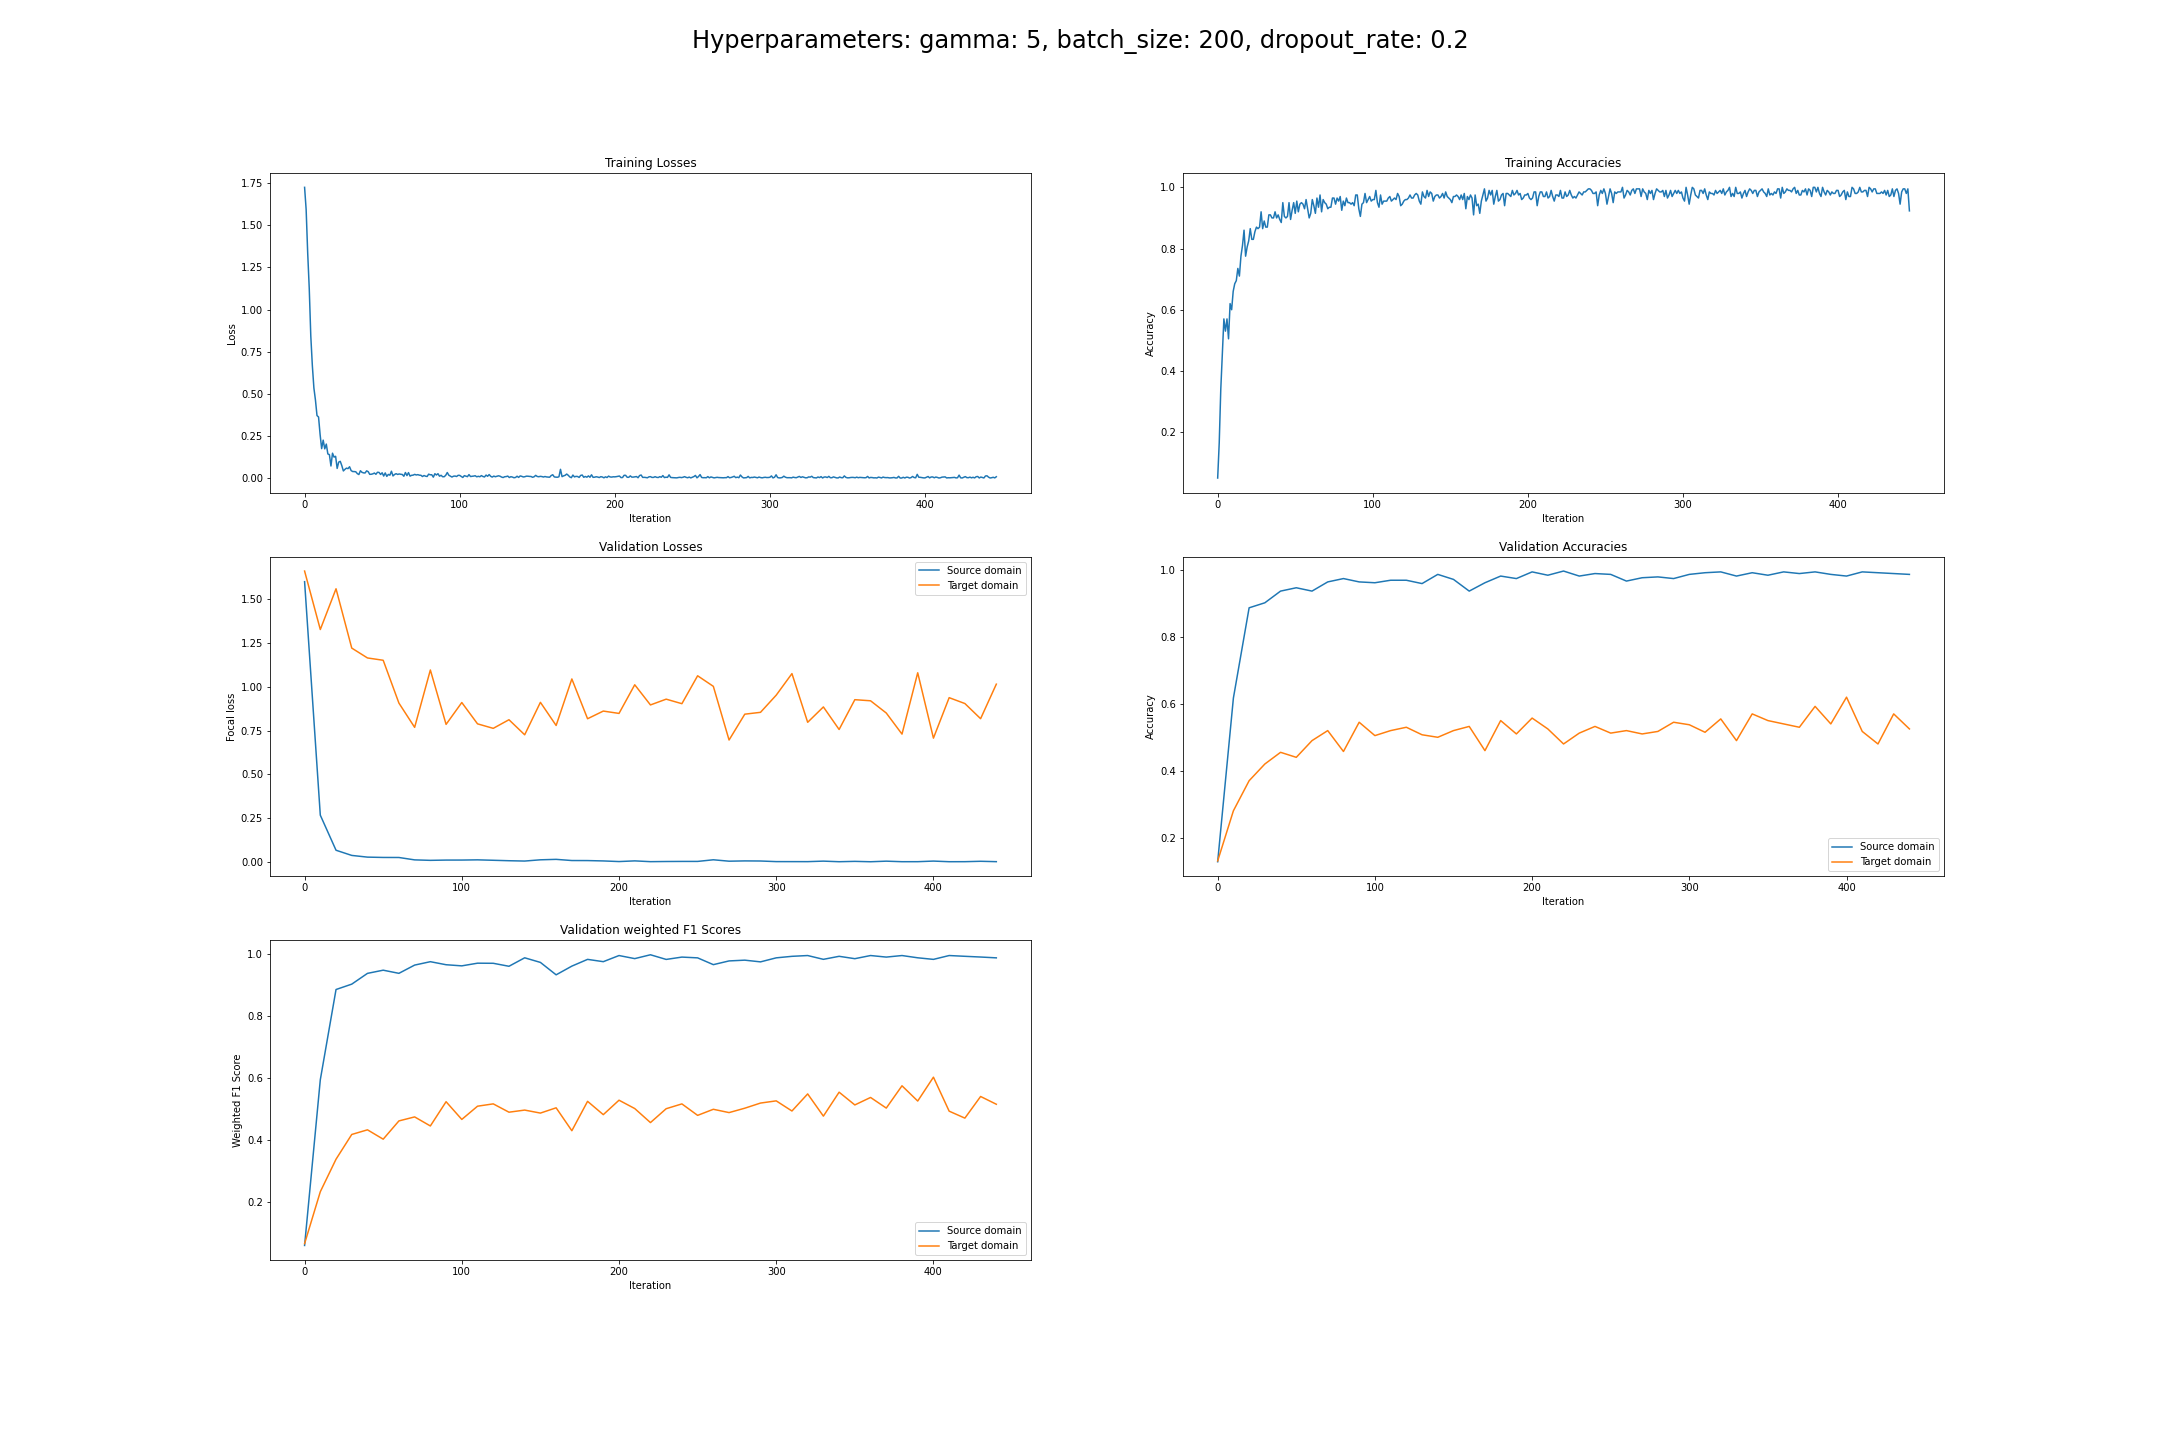 Hyperparameters: gamma: 5, batch_size: 200, dropout_rate: 0.2
Training Losses
1.75
1.50
1.25
1.00
0.75
0.50
0.25
0.00
Loss
0 100 200 300 400
Iteration
Training Accuracies
1.0
0.8
0.6
0.4
0.2
Accuracy
0 100 200 300 400
Iteration
Validation Losses
Source domain
Target domain
1.50
1.25
1.00
0.75
0.50
0.25
0.00
Focal loss
0 100 200 300 400
Iteration
Validation Accuracies
1.0
0.8
0.6
0.4
0.2
Accuracy
Source domain
Target domain
0 100 200 300 400
Iteration
Validation weighted F1 Scores
1.0
0.8
0.6
0.4
0.2
Weighted F1 Score
Source domain
Target domain
0 100 200 300 400
Iteration